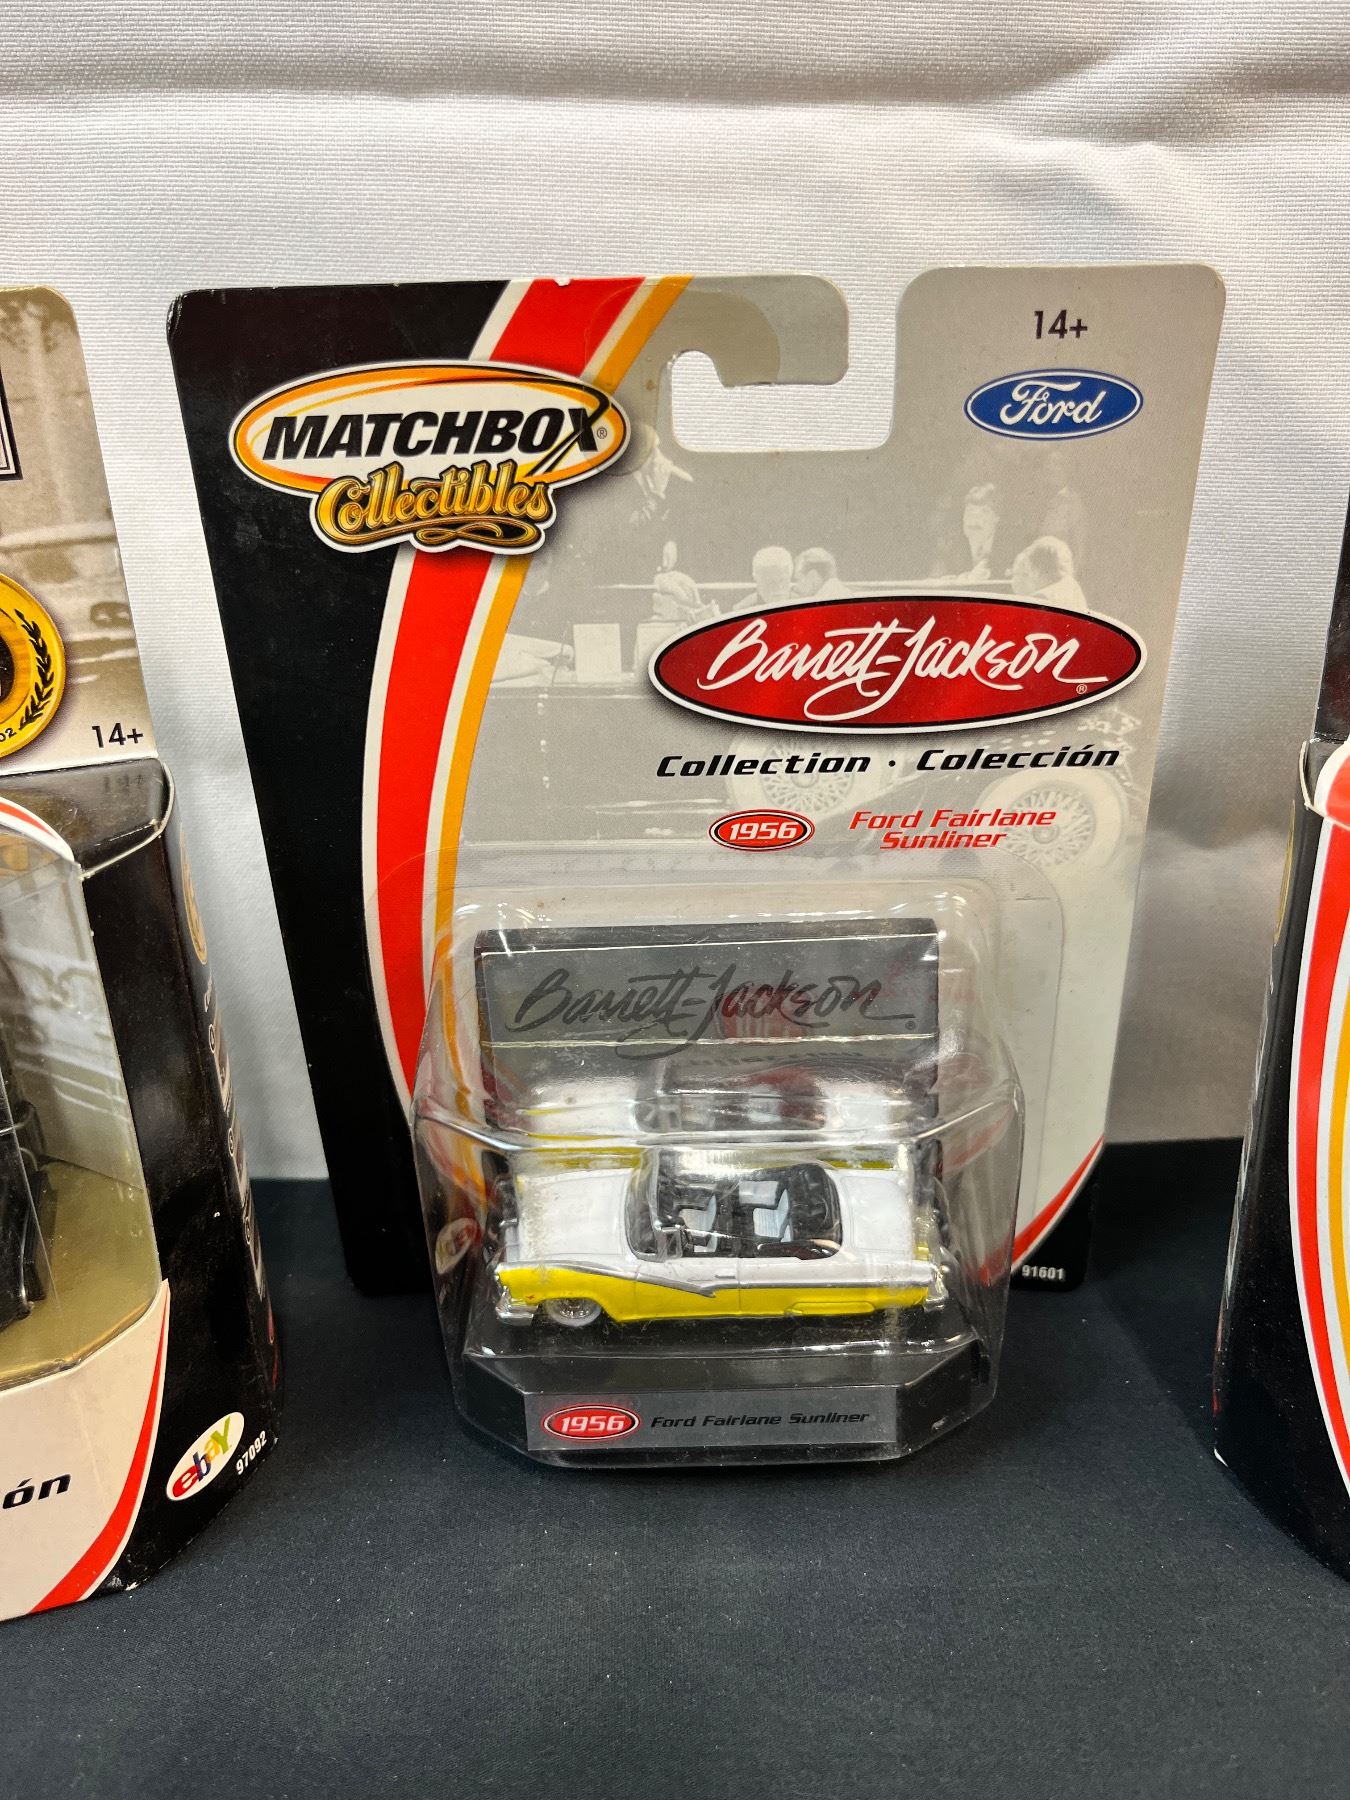 14+
Ford
MATCHBOX®
Collectibles
Barrett-Jackson®
Collection · Colección
1956 Ford Fairlane
Sunliner
Barrett-Jackson®
91601
1956 Ford Fairlane Sunliner
14+
ebay
97092
ón